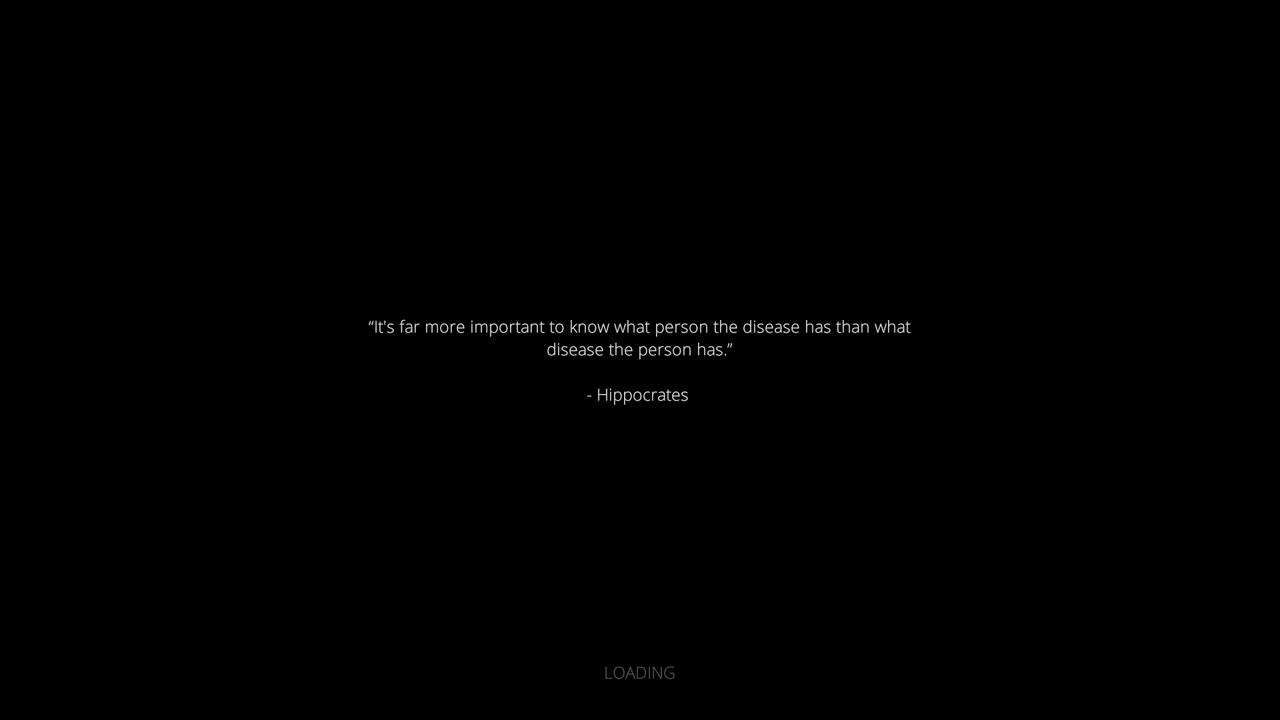 “It's far more important to know what person the disease has than what
disease the person has.”
- Hippocrates
LOADING